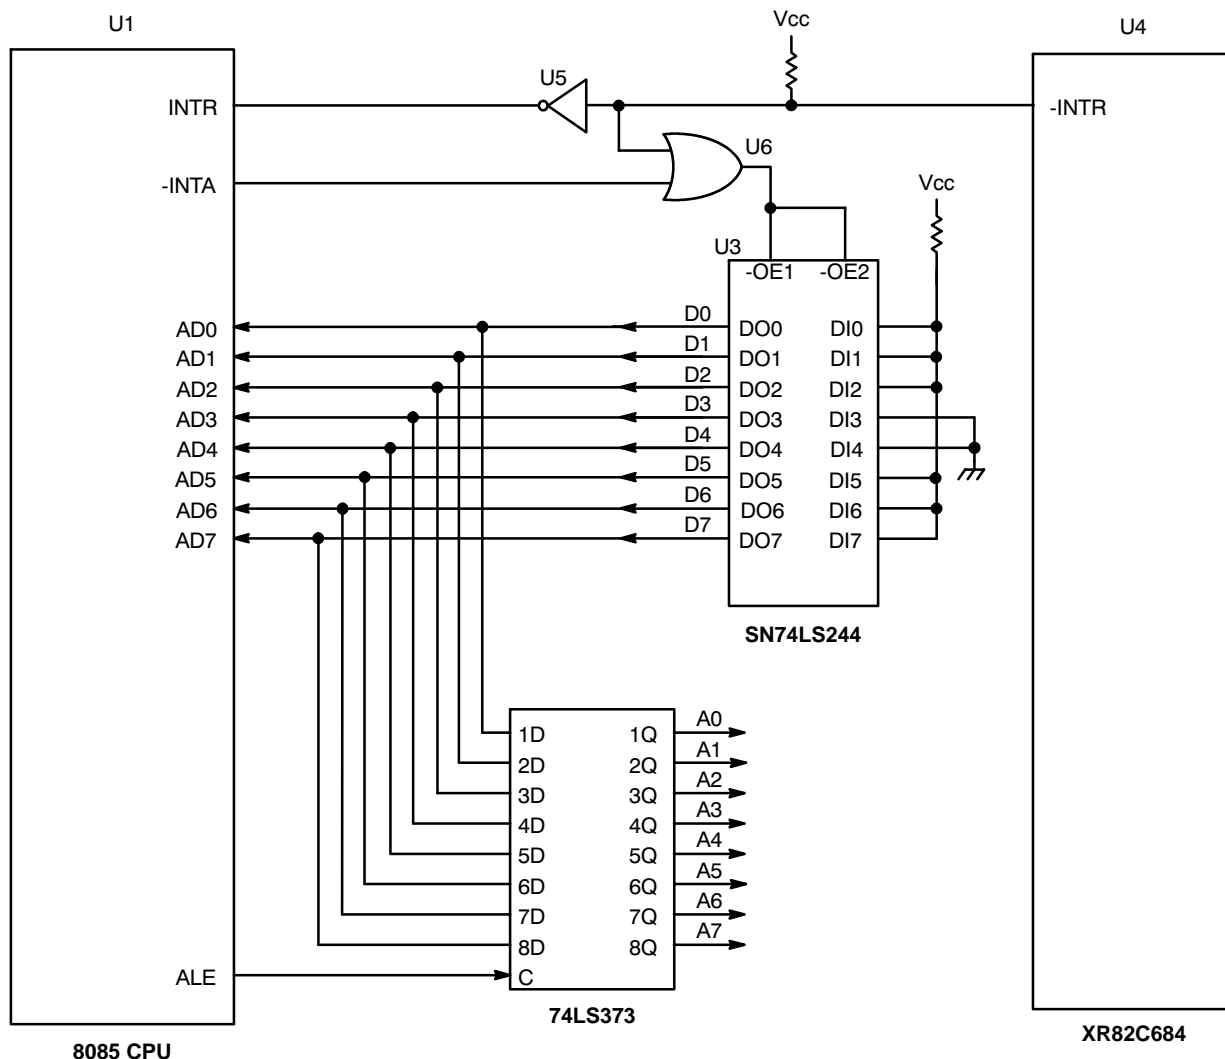 U1
Vcc
U4
INTR
U5
-INTR
U6
-INTA
Vcc
U3
-OE1 -OE2
AD0
D0
DO0 DI0
AD1
D1
DO1 DI1
AD2
D2
DO2 DI2
AD3
D3
DO3 DI3
AD4
D4
DO4 DI4
AD5
D5
DO5 DI5
AD6
D6
DO6 DI6
AD7
D7
DO7 DI7
SN74LS244
1D 1Q A0
2D 2Q A1
3D 3Q A2
4D 4Q A3
5D 5Q A4
6D 6Q A5
7D 7Q A6
8D 8Q A7
ALE
C
74LS373
8085 CPU
XR82C684